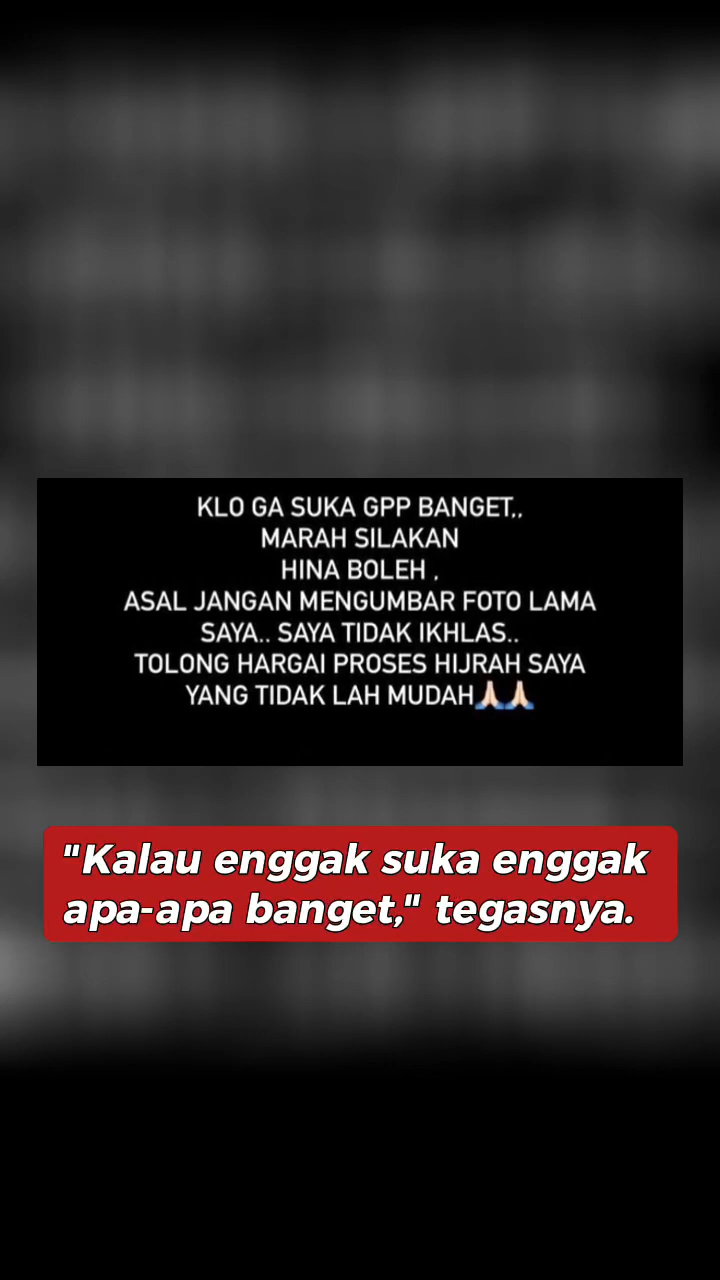 KLO GA SUKA GPP BANGET,,
MARAH SILAKAN
HINA BOLEH ,
ASAL JANGAN MENGUMBAR FOTO LAMA
SAYA.. SAYA TIDAK IKHLAS..
TOLONG HARGAI PROSES HIJRAH SAYA
YANG TIDAK LAH MUDAH🙏🏻🙏🏻
"Kalau enggak suka enggak
apa-apa banget," tegasnya.